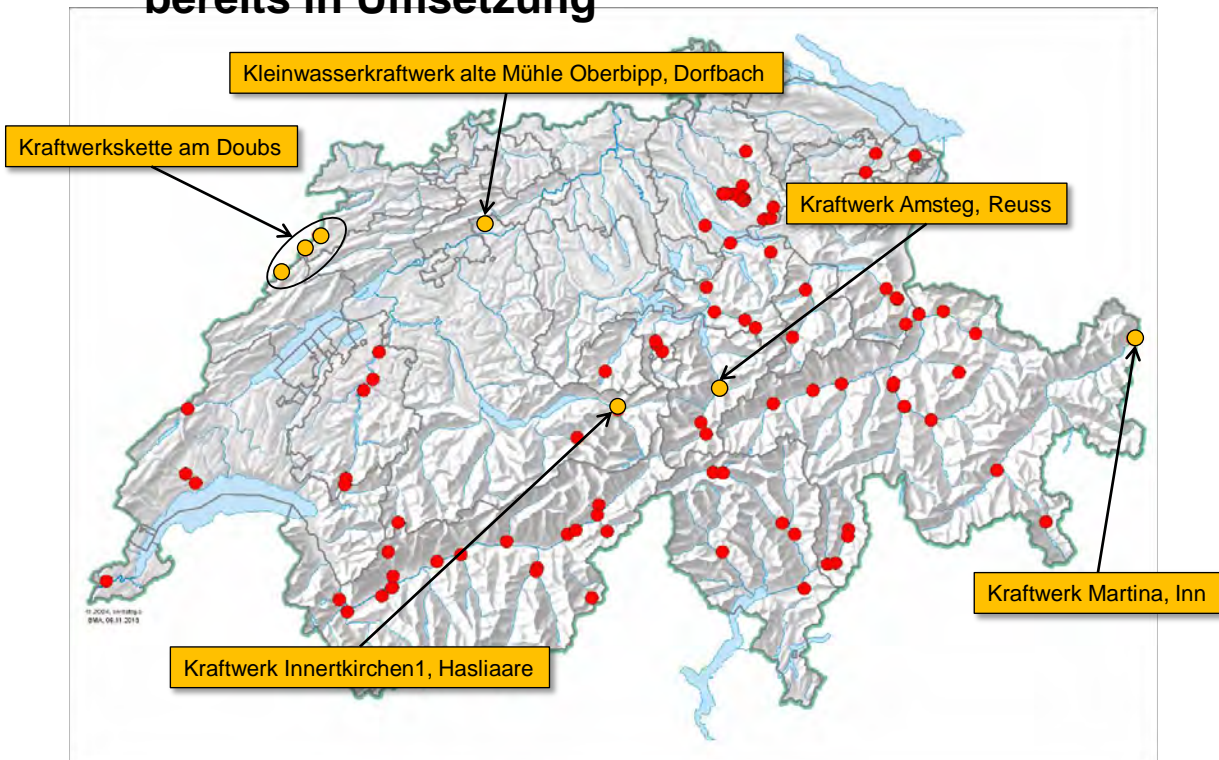 bereits in Umsetzung
Kleinwasserkraftwerk alte Mühle Oberbipp, Dorfbach
Kraftwerkskette am Doubs
Kraftwerk Amsteg, Reuss
Kraftwerk Martina, Inn
Kraftwerk Innertkirchen1, Hasliaare